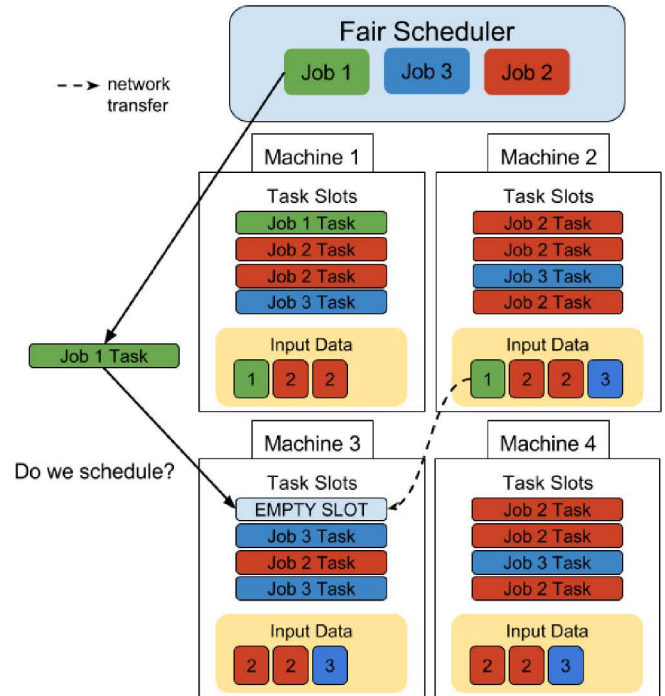 Fair Scheduler
Job 1
Job 3
Job 2
network
transfer
Machine 1
Task Slots
Job 1 Task
Job 2 Task
Job 2 Task
Job 3 Task
Input Data
1 2 2
Machine 2
Task Slots
Job 2 Task
Job 2 Task
Job 3 Task
Job 2 Task
Input Data
1 2 2 3
Job 1 Task
Do we schedule?
Machine 3
Task Slots
EMPTY SLOT
Job 3 Task
Job 2 Task
Job 3 Task
Input Data
2 2 3
Machine 4
Task Slots
Job 2 Task
Job 2 Task
Job 3 Task
Job 2 Task
Input Data
2 2 3